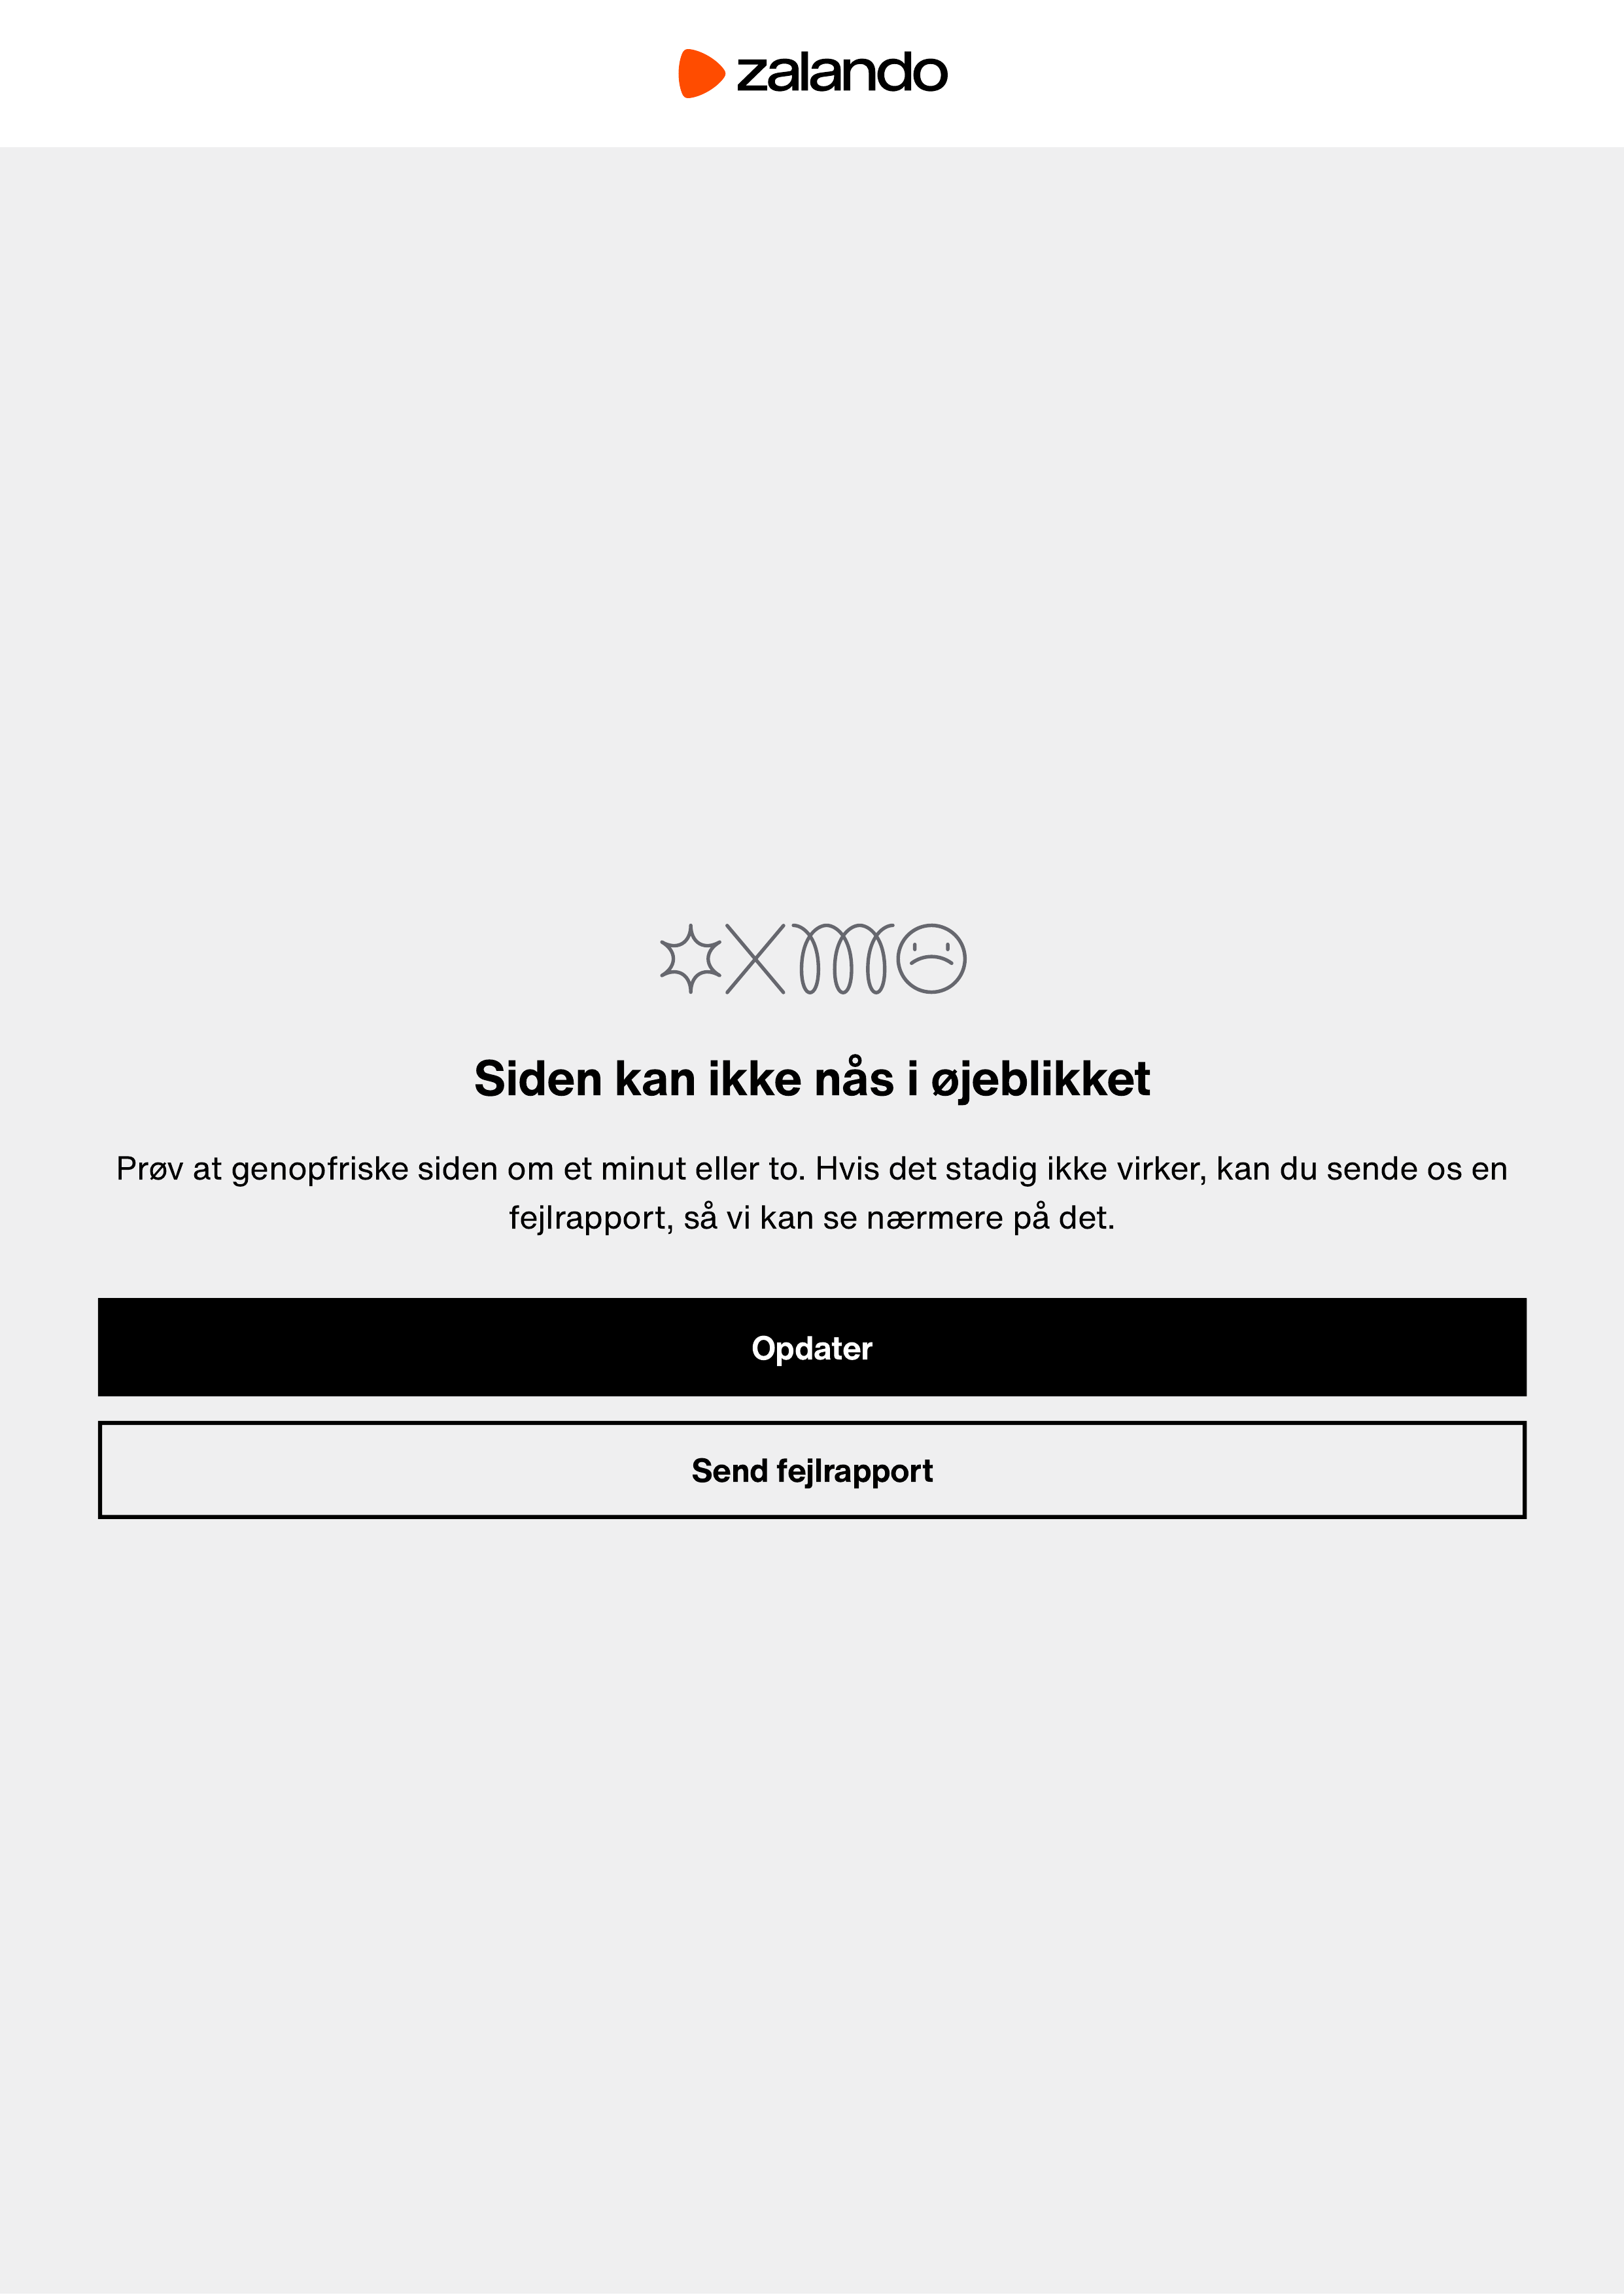 zalando
Siden kan ikke nås i øjeblikket
Prøv at genopfriske siden om et minut eller to. Hvis det stadig ikke virker, kan du sende os en
fejlrapport, så vi kan se nærmere på det.
Opdater
Send fejlrapport